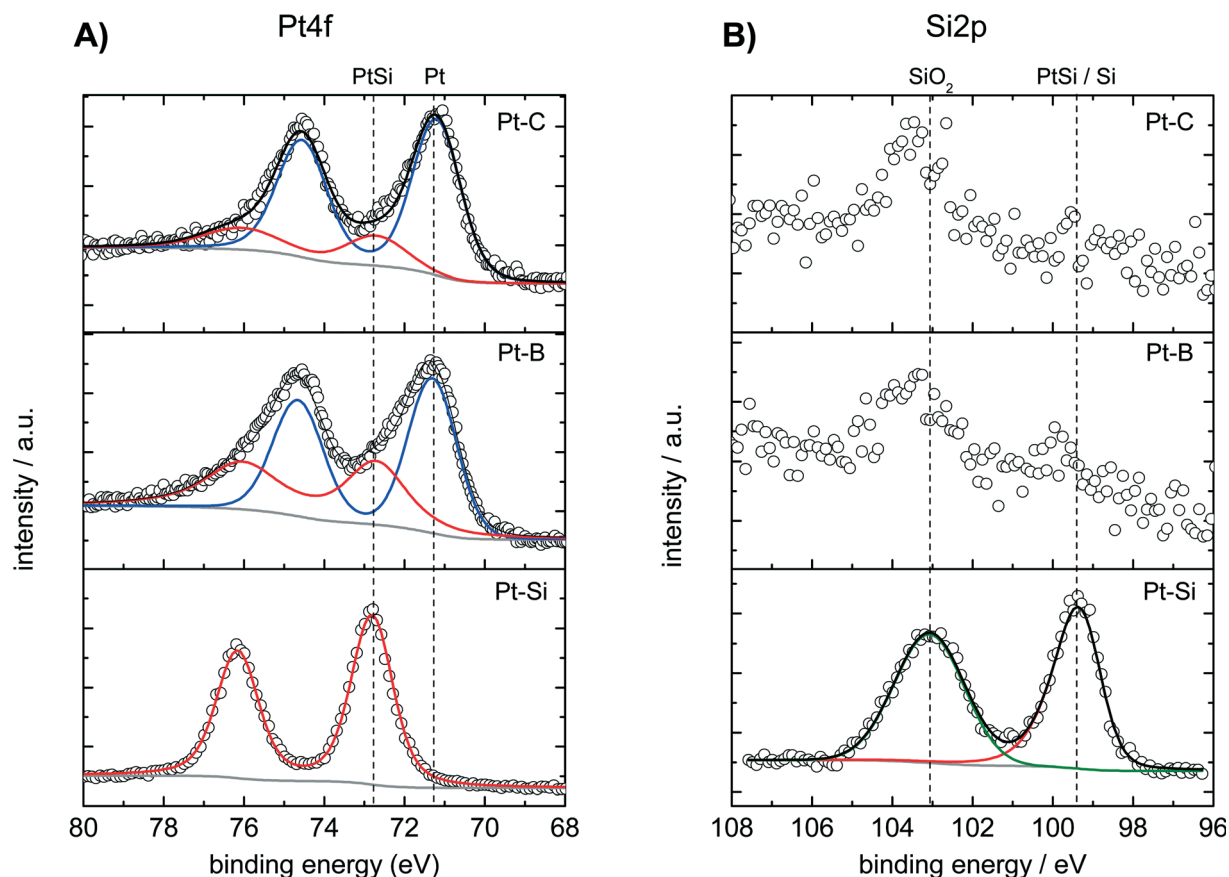 A)
Pt4f
PtSi
Pt
Pt-C
Pt-B
Pt-Si
intensity / a.u.
80 78 76 74 72 70 68
binding energy (eV)
B)
Si2p
SiO₂
PtSi / Si
Pt-C
Pt-B
Pt-Si
intensity / a.u.
108 106 104 102 100 98 96
binding energy / eV